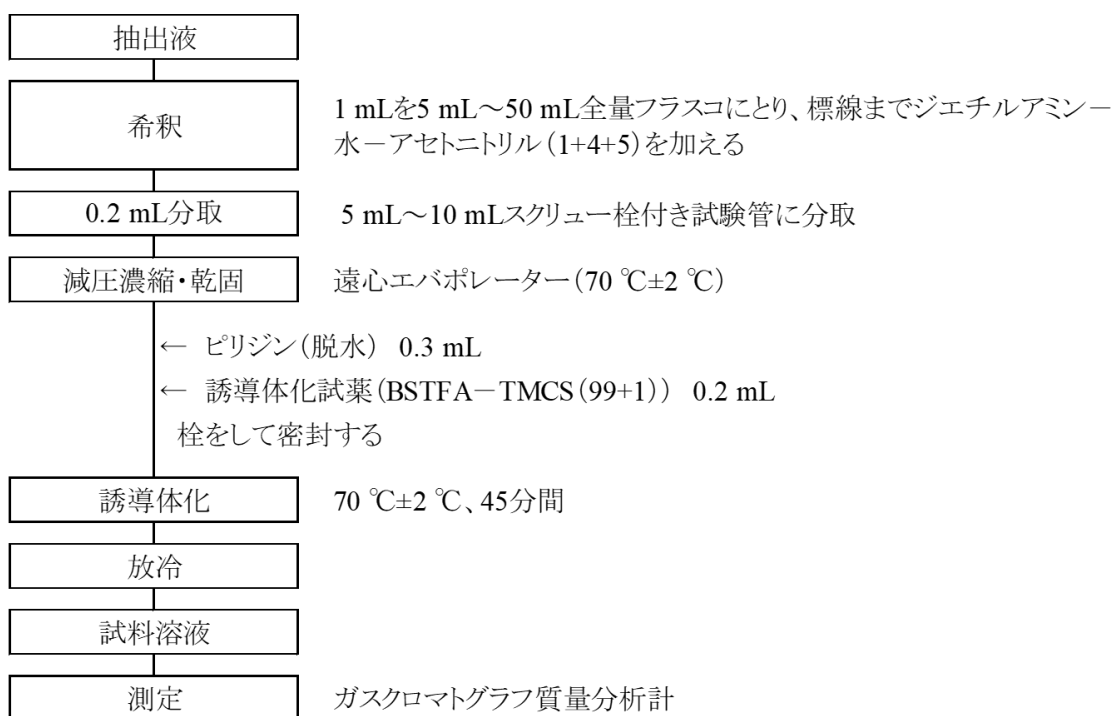 抽出液
希釈
1 mLを5 mL～50 mL全量フラスコにとり、標線までジエチルアミン－
水－アセトニトリル（1+4+5）を加える
0.2 mL分取
5 mL～10 mLスクリュー栓付き試験管に分取
減圧濃縮・乾固
遠心エバポレーター（70 ℃±2 ℃）
← ピリジン（脱水） 0.3 mL
← 誘導体化試薬（BSTFA－TMCS（99+1）） 0.2 mL
栓をして密封する
誘導体化
70 ℃±2 ℃、45分間
放冷
試料溶液
測定
ガスクロマトグラフ質量分析計